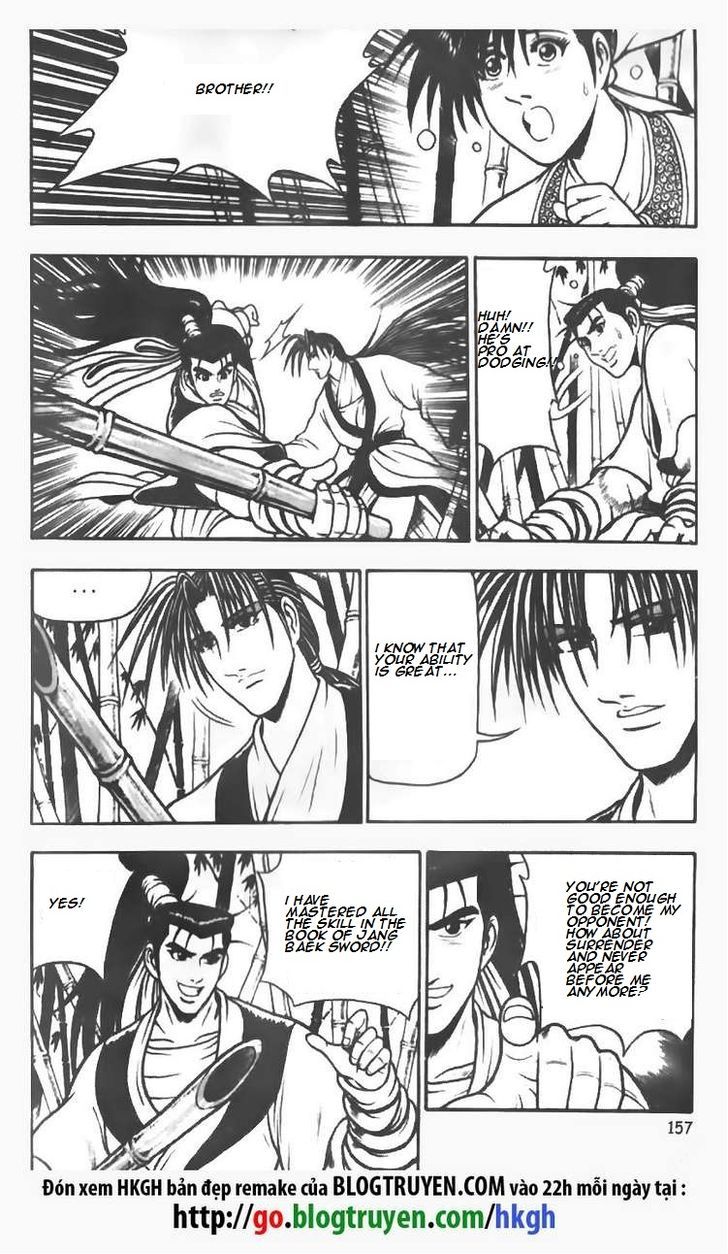 BROTHER!!
HUH!
DAMN!!
HE'S
PRO AT
DODGING!!
...
I KNOW THAT
YOUR ABILITY
IS GREAT...
YES!
I HAVE
MASTERED ALL
THE SKILL IN THE
BOOK OF JANG
BAEK SWORD!!
YOU'RE NOT
GOOD ENOUGH
TO BECOME MY
OPPONENT!
HOW ABOUT
SURRENDER
AND NEVER
APPEAR
BEFORE ME
ANYMORE?
157
Đón xem HKGH bản đẹp remake của BLOGTRUYEN.COM vào 22h mỗi ngày tại :
http://go.blogtruyen.com/hkgh